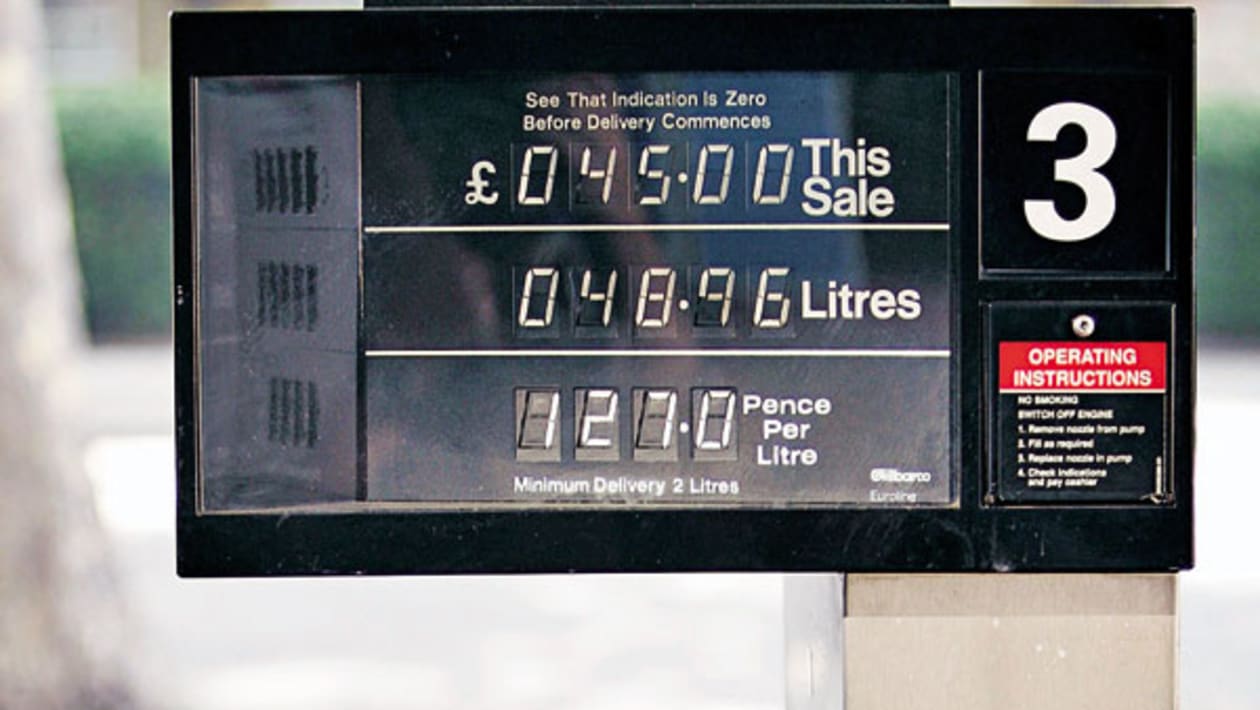 See That Indication Is Zero
Before Delivery Commences
£ 045.00 This Sale
048.96 Litres
127.0 Pence Per Litre
Minimum Delivery 2 Litres
Gilbarco
Euroline
3
OPERATING
INSTRUCTIONS
NO SMOKING
SWITCH OFF ENGINE
1. Remove nozzle from pump
2. Fill as required
3. Replace nozzle in pump
4. Check indications
and pay cashier